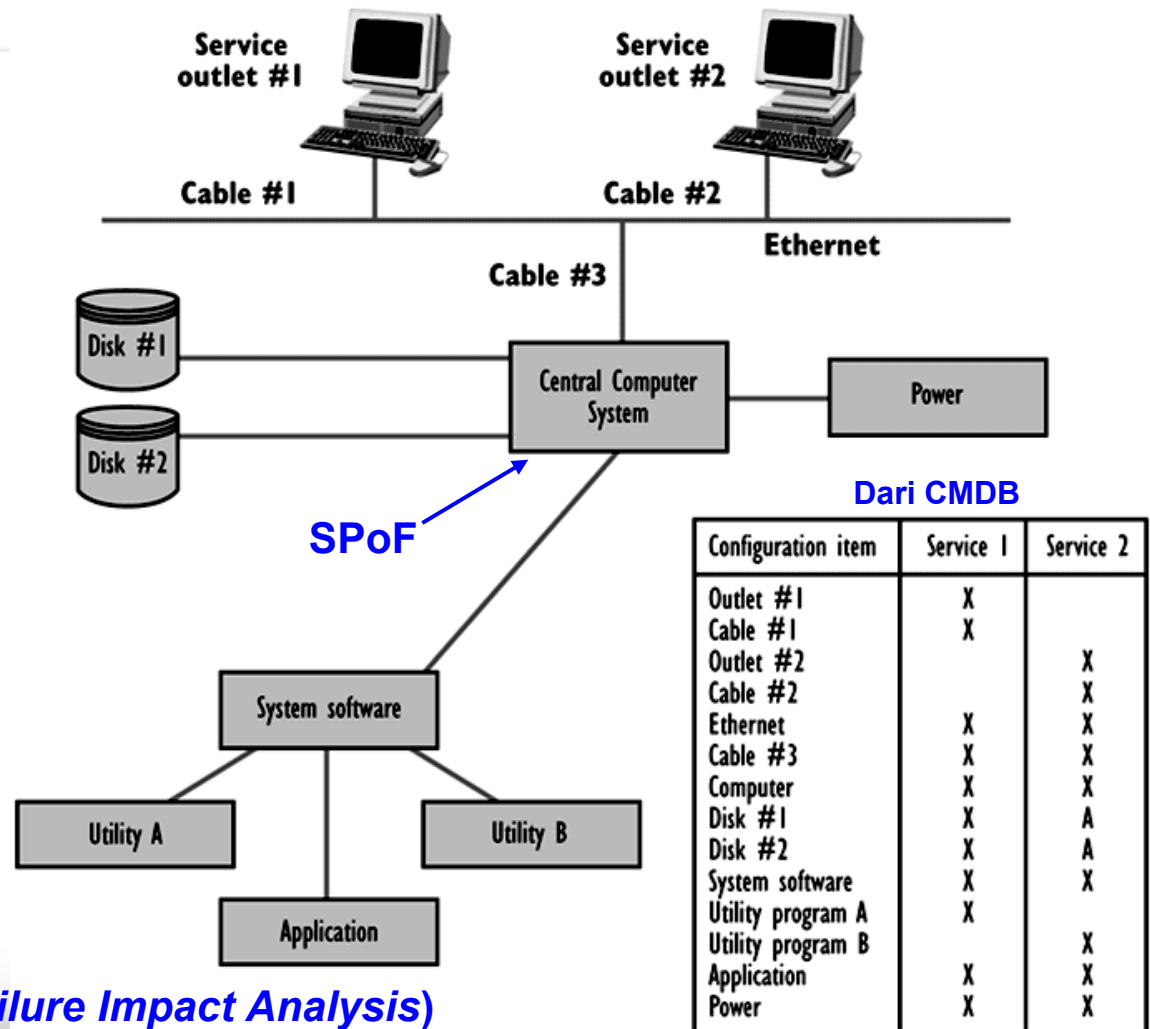 Service
outlet #1
Service
outlet #2
Cable #1
Cable #2
Ethernet
Cable #3
Disk #1
Disk #2
Central Computer
System
Power
SPoF
Dari CMDB
Configuration item Service 1 Service 2
Outlet #1 X
Cable #1 X
Outlet #2 X
Cable #2 X
Ethernet X X
Cable #3 X X
Computer X X
Disk #1 X A
Disk #2 X A
System software X X
Utility program A X
Utility program B X
Application X X
Power X X
System software
Utility A
Utility B
Application
ilure Impact Analysis)